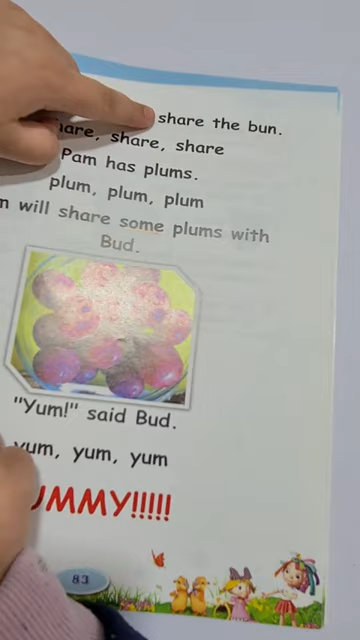 share the bun.
share, share
Pam has plums.
plum, plum, plum
will share some plums with
Bud.
"Yum!" said Bud.
yum, yum, yum
UMMY!!!!!
83